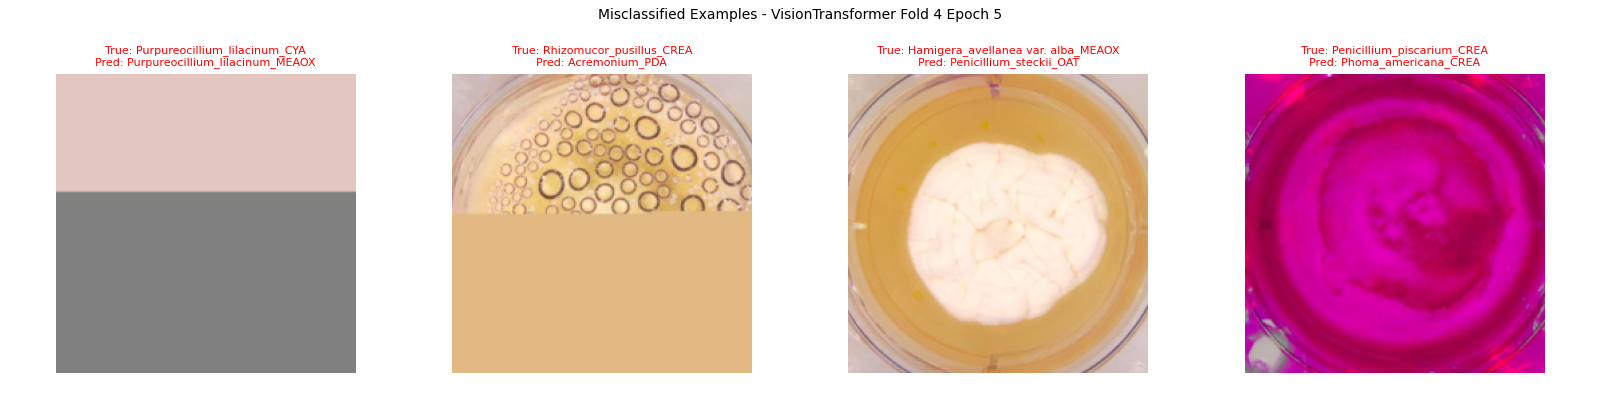 Misclassified Examples - VisionTransformer Fold 4 Epoch 5
True: Purpureocillium_lilacinum_CYA
Pred: Purpureocillium_lilacinum_MEAOX
True: Rhizomucor_pusillus_CREA
Pred: Acremonium_PDA
True: Hamigera_avellanea var. alba_MEAOX
Pred: Penicillium_steckii_OAT
True: Penicillium_piscarium_CREA
Pred: Phoma_americana_CREA